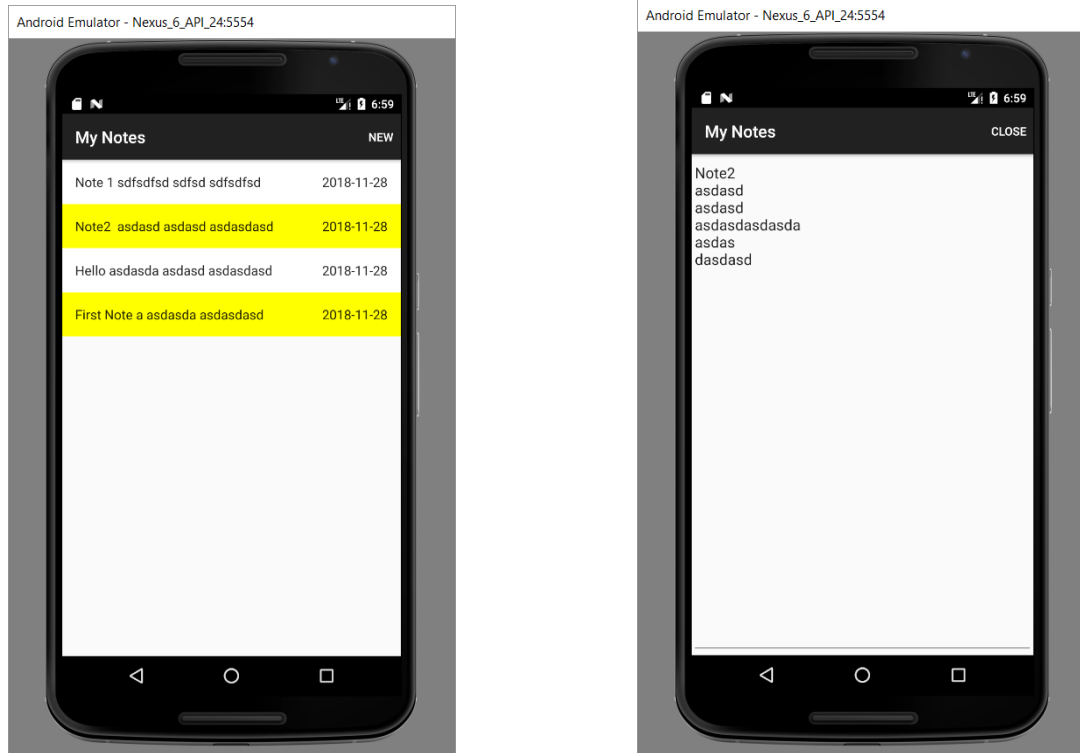 Android Emulator - Nexus_6_API_24:5554
LTE 6:59
My Notes NEW
Note 1 sdfsdfsd sdfsd sdfsdfsd 2018-11-28
Note2  asdasd asdasd asdasdasd 2018-11-28
Hello asdasda asdasd asdasdasd 2018-11-28
First Note a asdasda asdasdasd 2018-11-28
Android Emulator - Nexus_6_API_24:5554
LTE 6:59
My Notes CLOSE
Note2
asdasd
asdasd
asdasdasdasda
asdas
dasdasd